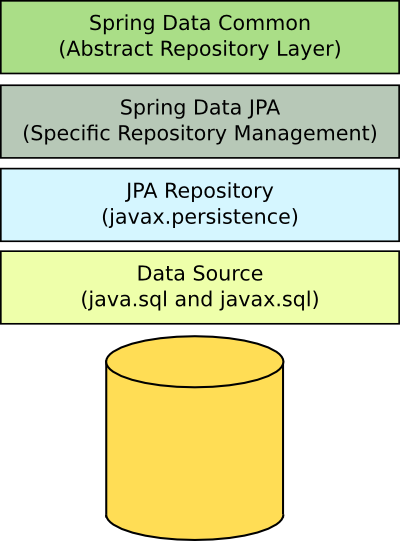 Spring Data Common
(Abstract Repository Layer)
Spring Data JPA
(Specific Repository Management)
JPA Repository
(javax.persistence)
Data Source
(java.sql and javax.sql)